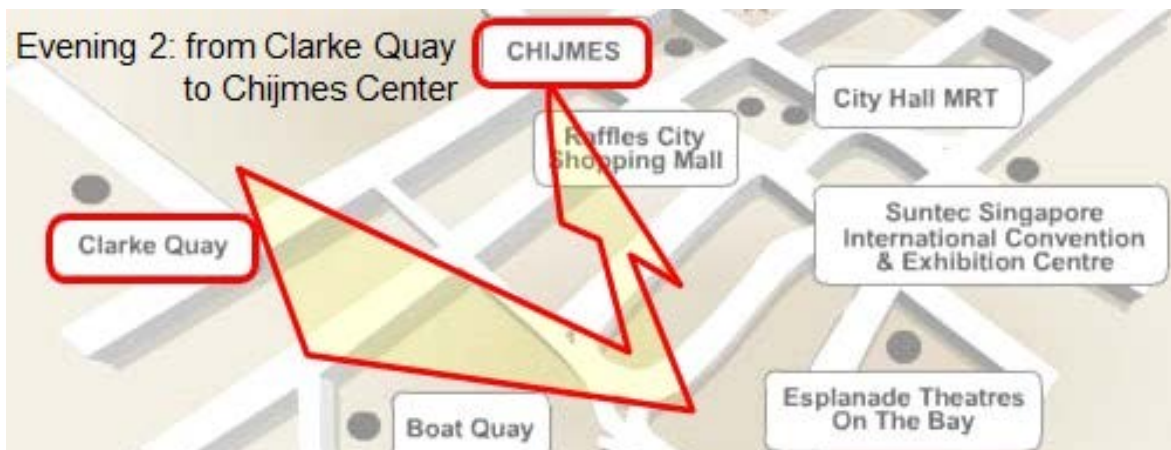 Evening 2: from Clarke Quay
to Chijmes Center
CHIJMES
City Hall MRT
Raffles City
Shopping Mall
Suntec Singapore
International Convention
& Exhibition Centre
Clarke Quay
Esplanade Theatres
On The Bay
Boat Quay